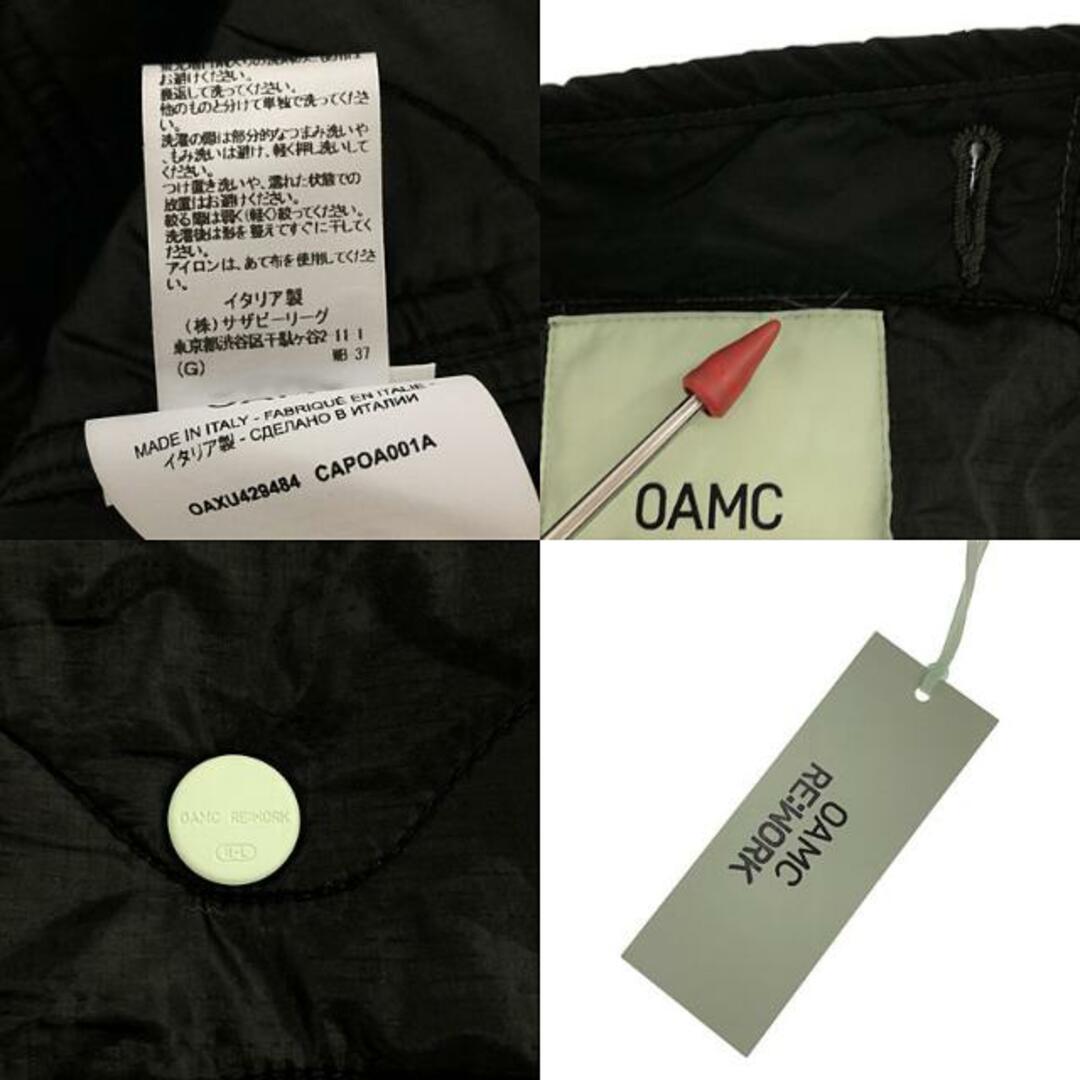 お避けください。
裏返して洗ってください。
他のものと分けて単独で洗ってくださ
い。
洗濯の際は部分的なつまみ洗いや
、もみ洗いは避け、軽く押し洗いして
ください。
つけ置き洗いや、濡れた状態での
放置はお避けください。
絞る際は弱く(軽く)絞ってください。
洗濯後は形を整えてすぐに干してく
ださい。
アイロンは、あて布を使用してくださ
い。
イタリア製
(株)サザビーリーグ
東京都渋谷区千駄ヶ谷2-11-1
(G) WB-37
MADE IN ITALY - FABRIQUÉ EN ITALIE -
イタリア製 - СДЕЛАНО В ИТАЛИИ
OAXU429484 CAPOA001A
OAMC
OAMC RE:WORK
OAMC
RE:WORK